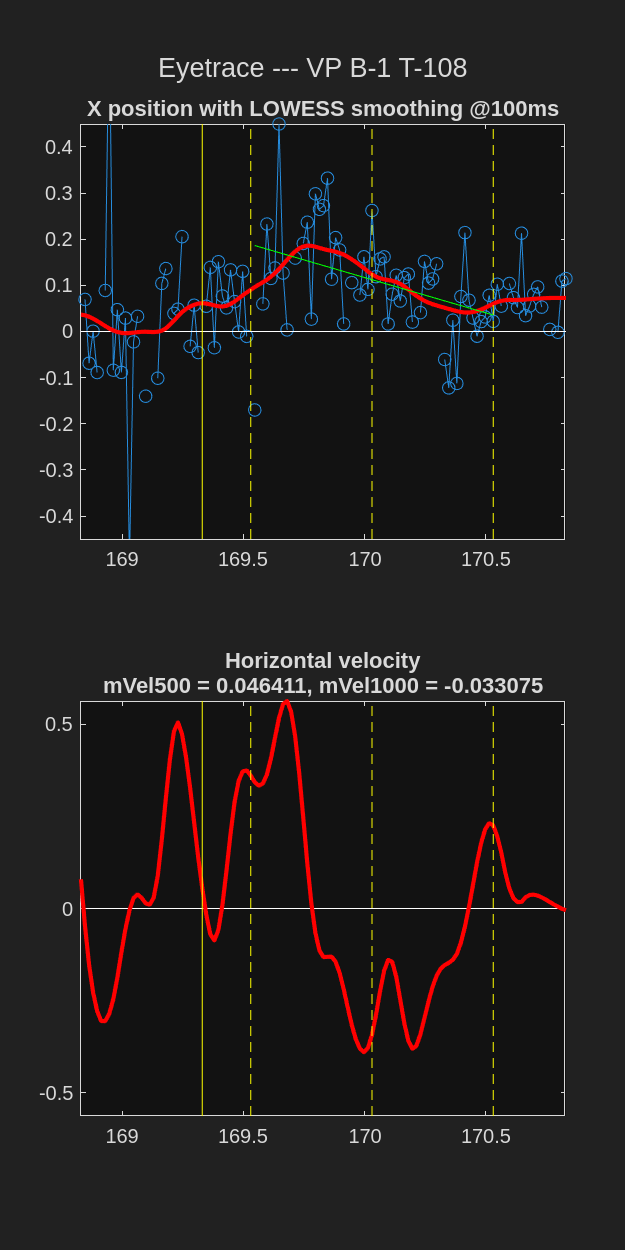 Eyetrace --- VP B-1 T-108
X position with LOWESS smoothing @100ms
0.4
0.3
0.2
0.1
0
-0.1
-0.2
-0.3
-0.4
169 169.5 170 170.5
Horizontal velocity
mVel500 = 0.046411, mVel1000 = -0.033075
0.5
0
-0.5
169 169.5 170 170.5